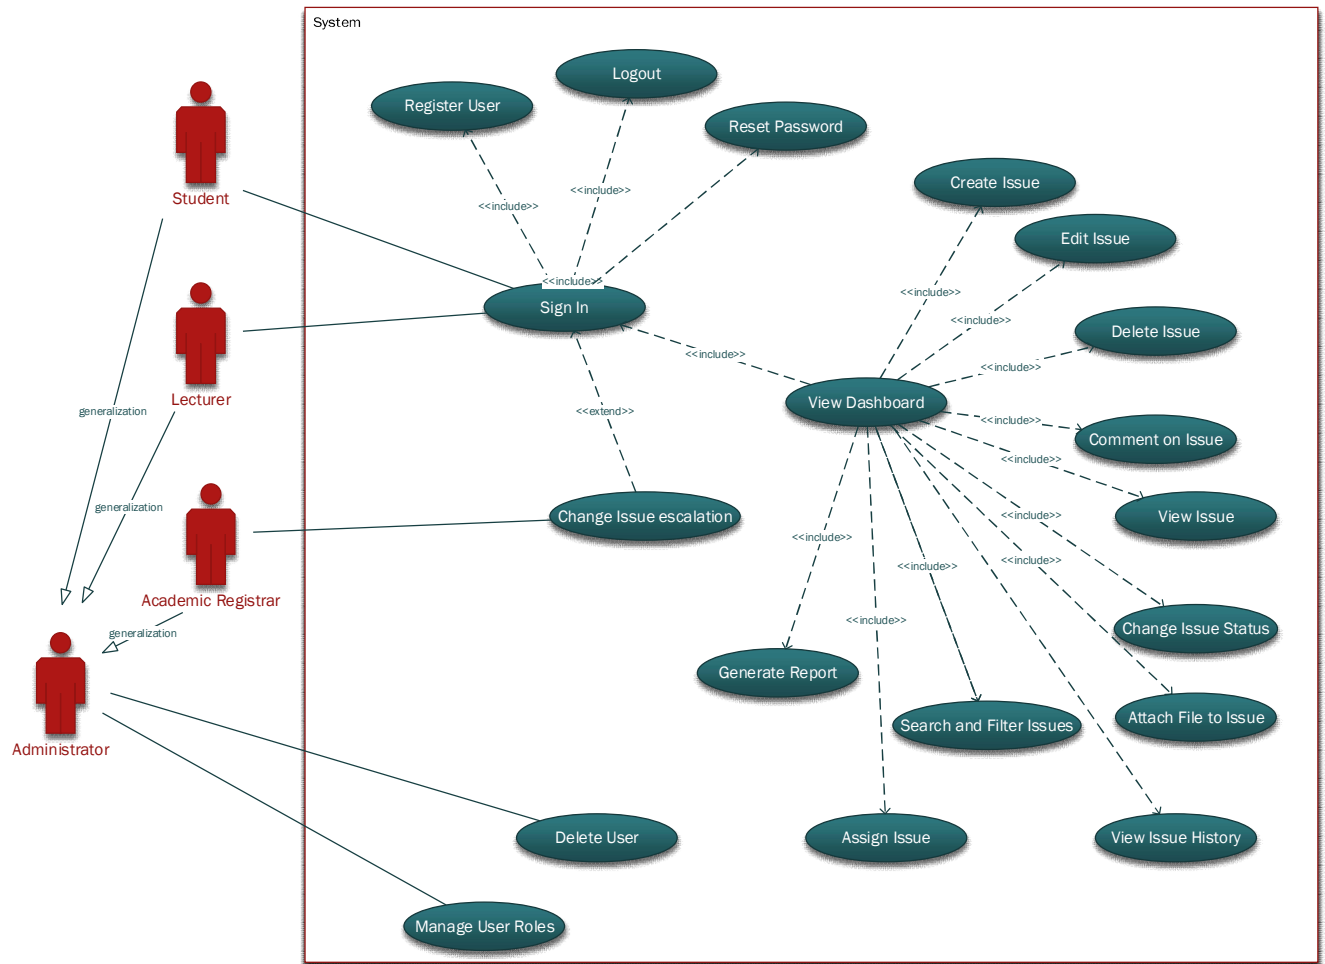 System
Logout
Register User
Reset Password
Student
Create Issue
<<include>>
<<include>>
Edit Issue
<<include>>
Sign In
<<include>>
<<include>>
Delete Issue
<<include>>
<<include>>
Lecturer
View Dashboard
generalization
<<extend>>
<<include>>
Comment on Issue
<<include>>
generalization
Change Issue escalation
View Issue
<<include>>
<<include>>
<<include>>
<<include>>
Academic Registrar
<<include>>
generalization
Change Issue Status
Generate Report
Attach File to Issue
Search and Filter Issues
Administrator
Delete User
Assign Issue
View Issue History
Manage User Roles